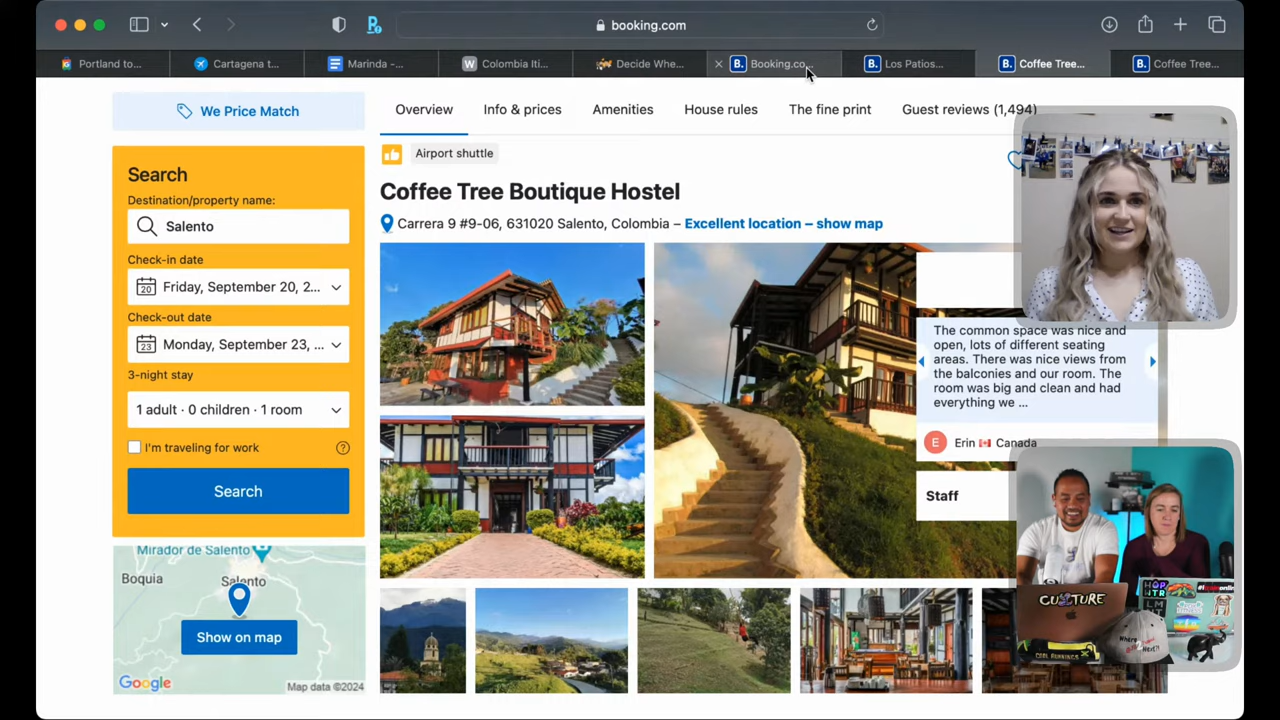 booking.com
Portland to...
Cartagena t...
Marinda -...
W Colombia Iti...
Decide Whe...
B. Booking.co...
B. Los Patios...
B. Coffee Tree...
B. Coffee Tree...
We Price Match
Overview
Info & prices
Amenities
House rules
The fine print
Guest reviews (1,494)
Airport shuttle
Coffee Tree Boutique Hostel
Carrera 9 #9-06, 631020 Salento, Colombia – Excellent location – show map
Search
Destination/property name:
Salento
Check-in date
20 Friday, September 20, 2...
Check-out date
23 Monday, September 23, ...
3-night stay
1 adult · 0 children · 1 room
I'm traveling for work
Search
Mirador de Salento
Boquia
Salento
Show on map
Google
Map data ©2024
The common space was nice and
open, lots of different seating
areas. There was nice views from
the balconies and our room. The
room was big and clean and had
everything we ...
E Erin Canada
Staff
CULTURE
COOL RUNNINGS